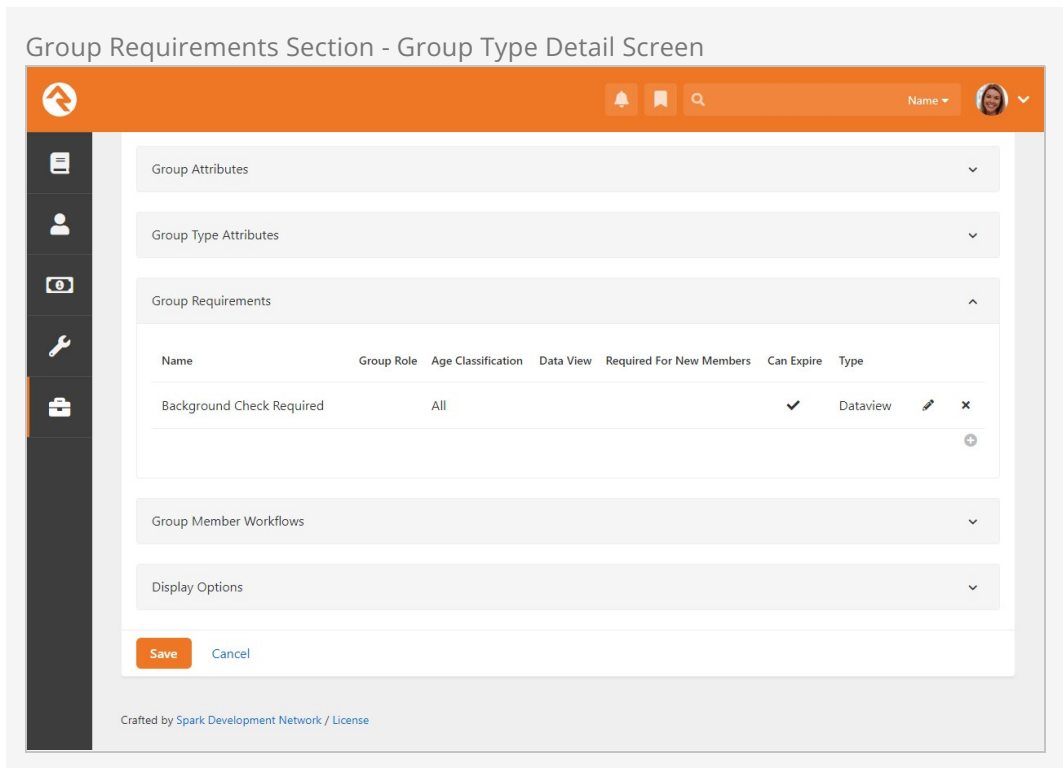 Group Requirements Section - Group Type Detail Screen
Name
Group Attributes
Group Type Attributes
Group Requirements
Name Group Role Age Classification Data View Required For New Members Can Expire Type
Background Check Required All Dataview
Group Member Workflows
Display Options
Save Cancel
Crafted by Spark Development Network / License